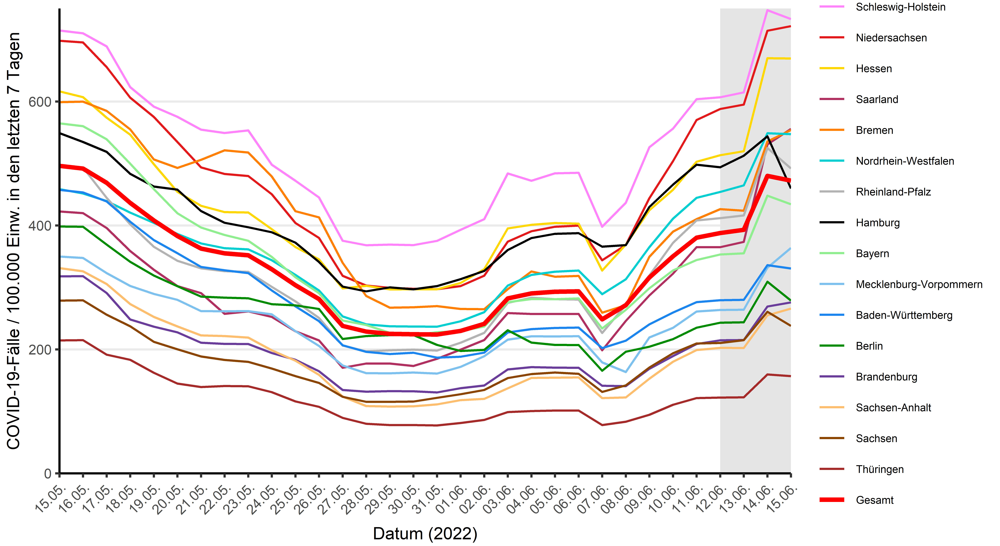 COVID-19-Fälle / 100.000 Einw. in den letzten 7 Tagen
600
400
200
0
15.05.
16.05.
17.05.
18.05.
19.05.
20.05.
21.05.
22.05.
23.05.
24.05.
25.05.
26.05.
27.05.
28.05.
29.05.
30.05.
31.05.
01.06.
02.06.
03.06.
04.06.
05.06.
06.06.
07.06.
08.06.
09.06.
10.06.
11.06.
12.06.
13.06.
14.06.
15.06.
Datum (2022)
Schleswig-Holstein
Niedersachsen
Hessen
Saarland
Bremen
Nordrhein-Westfalen
Rheinland-Pfalz
Hamburg
Bayern
Mecklenburg-Vorpommern
Baden-Württemberg
Berlin
Brandenburg
Sachsen-Anhalt
Sachsen
Thüringen
Gesamt